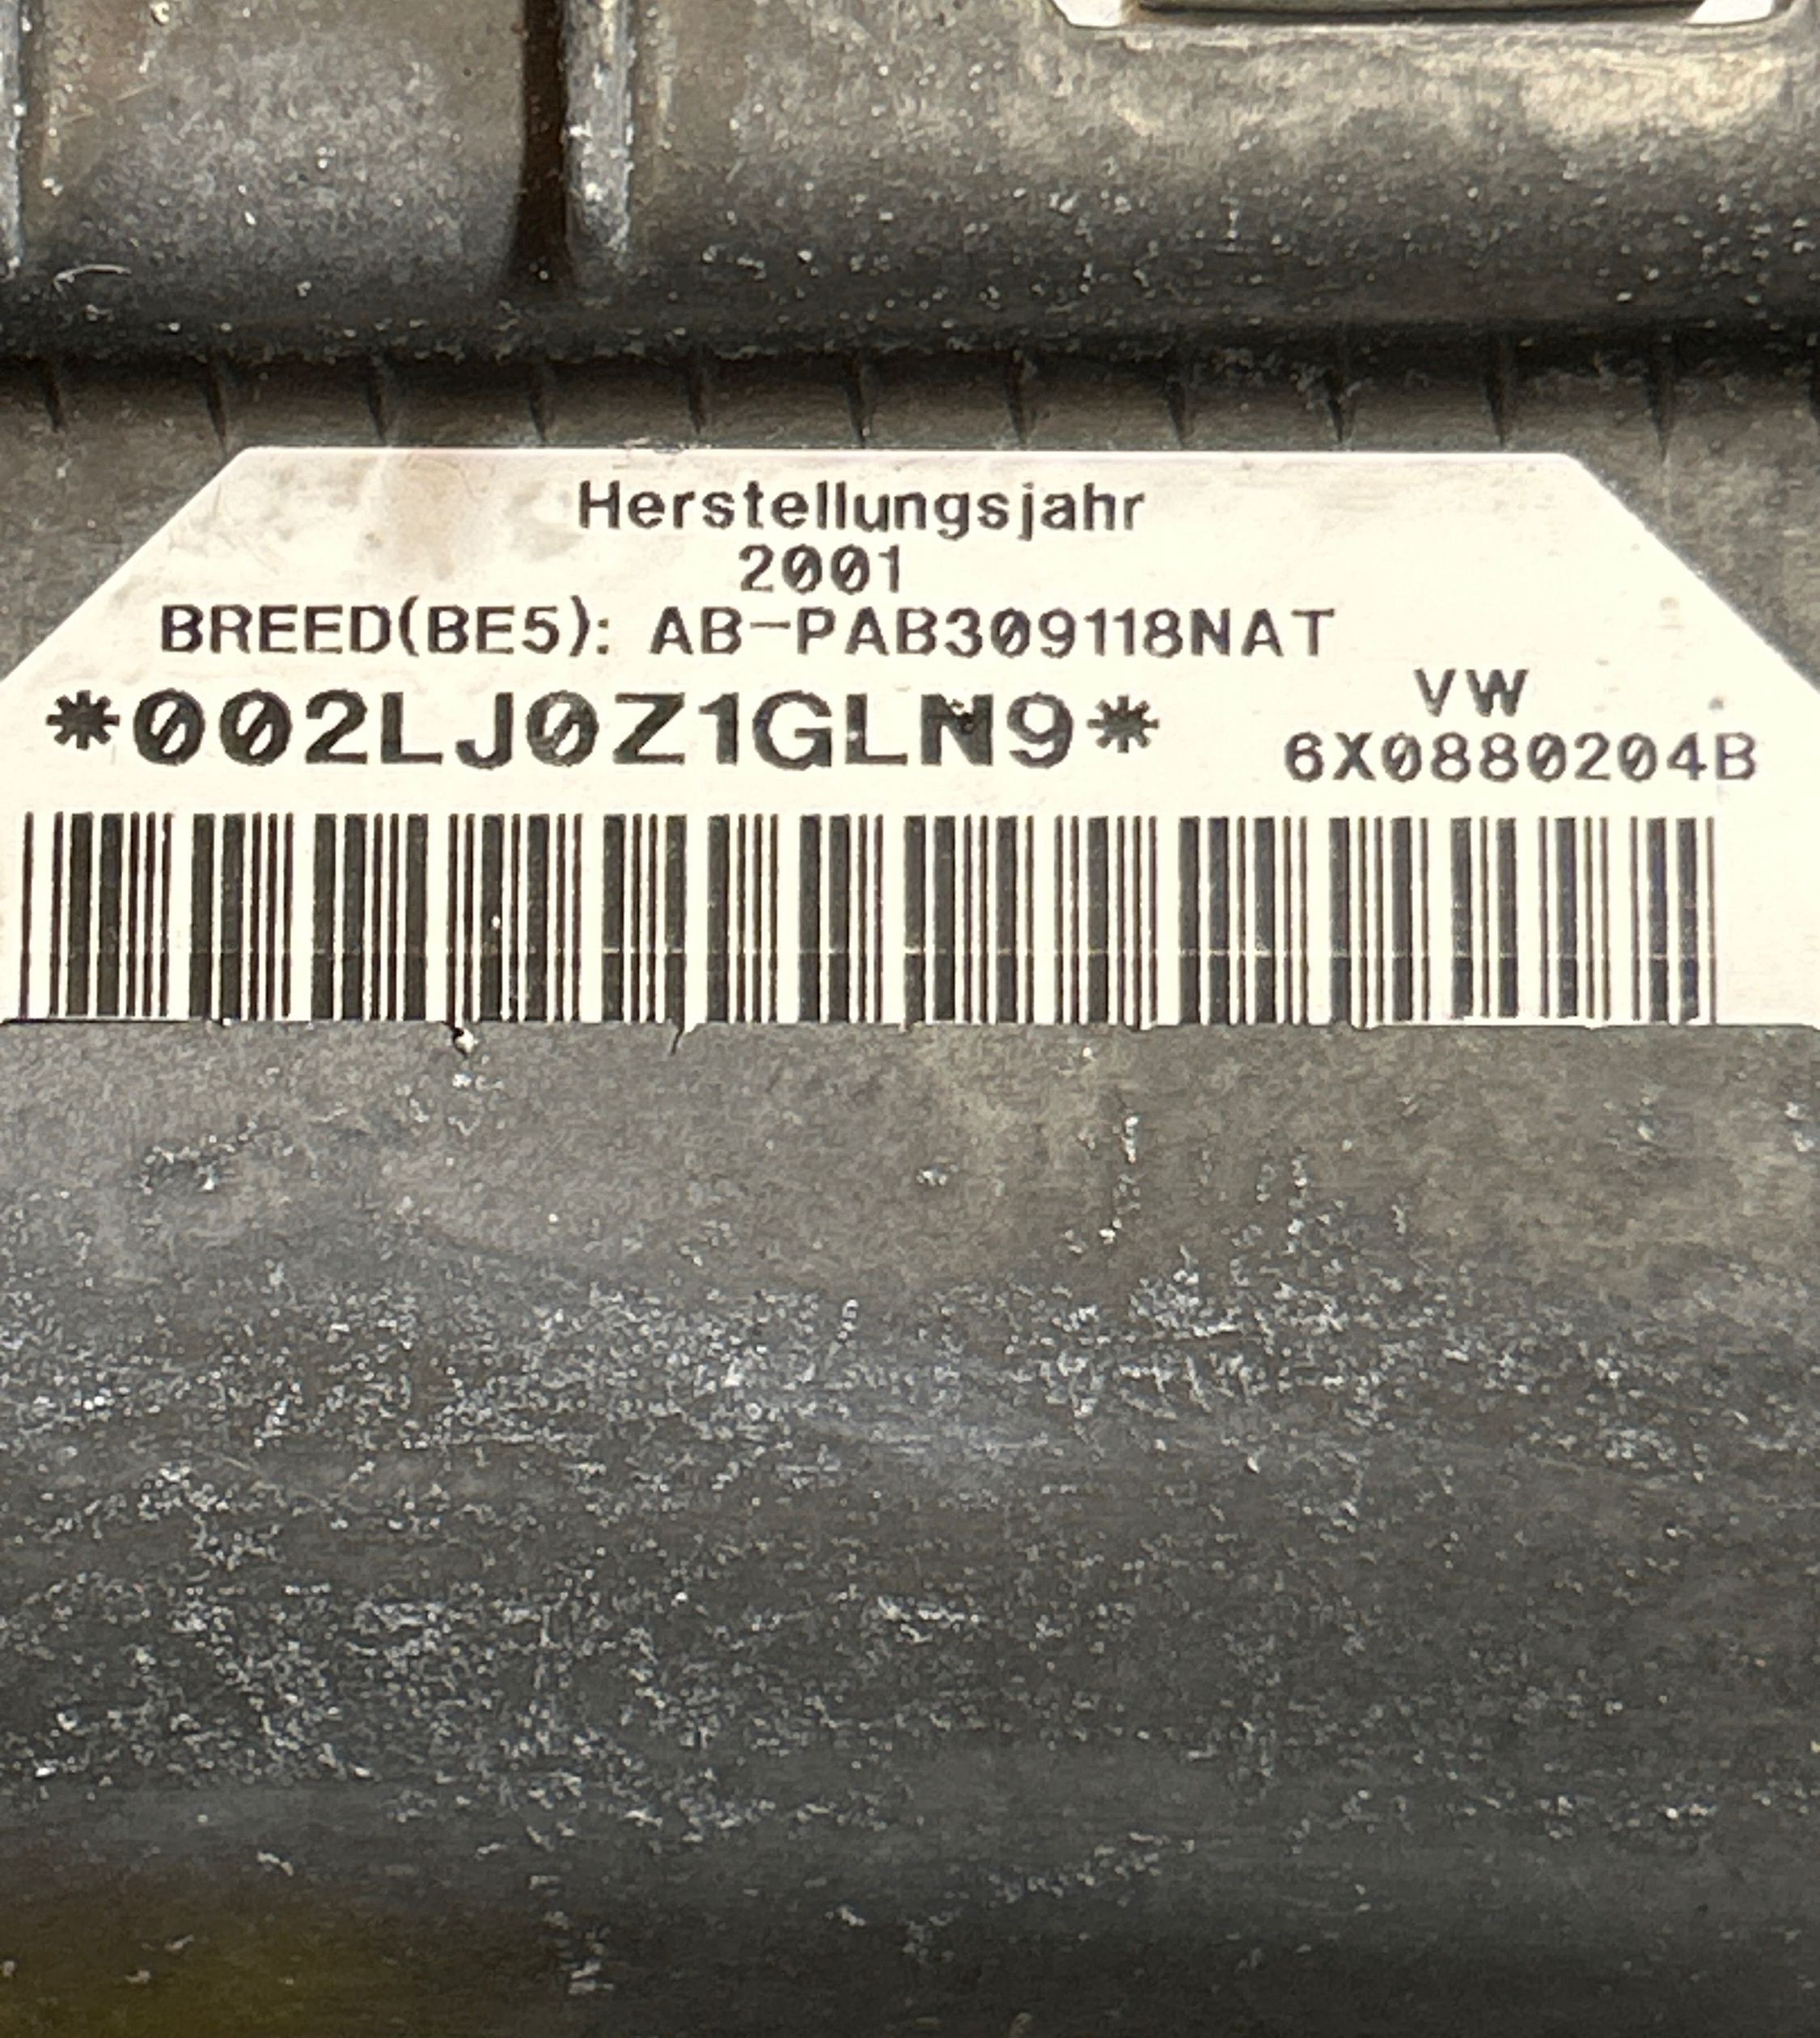 Herstellungsjahr
2001
BREED(BE5): AB-PAB309118NAT
*002LJ0Z1GLN9*
VW
6X0880204B